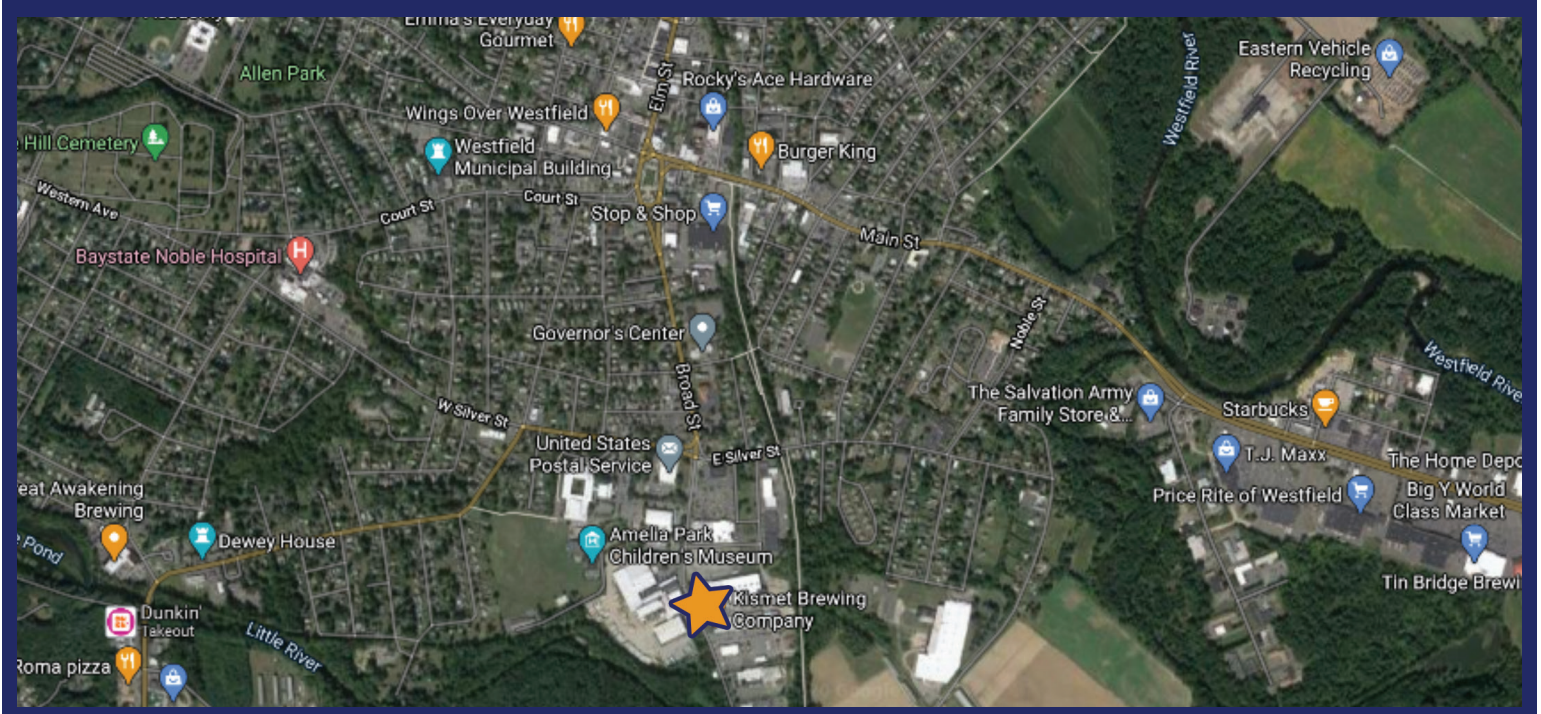 Emma's Everyday
Gourmet
Allen Park
Elm St
Rocky's Ace Hardware
Westfield River
Eastern Vehicle
Recycling
Wings Over Westfield
Hill Cemetery
Westfield
Municipal Building
Burger King
Western Ave
Court St
Court St
Stop & Shop
Main St
Baystate Noble Hospital
H
Governor's Center
Noble St
Broad St
Westfield Rive
W Silver St
The Salvation Army
Family Store &...
Starbucks
United States
Postal Service
E Silver St
T.J. Maxx
The Home Depo
Price Rite of Westfield
Big Y World
Class Market
eat Awakening
Brewing
Pond
Dewey House
Amelia Park
Children's Museum
Tin Bridge Brewi
Kismet Brewing
Company
Dunkin'
Takeout
Little River
Roma pizza